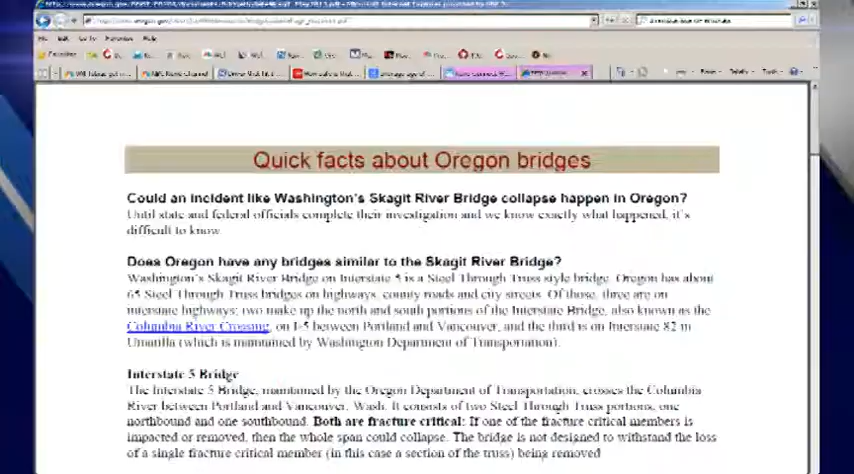 Quick facts about Oregon bridges
Could an incident like Washington's Skagit River Bridge collapse happen in Oregon?
Until state and federal officials complete their investigation and we know exactly what happened, it's
difficult to know.
Does Oregon have any bridges similar to the Skagit River Bridge?
Washington's Skagit River Bridge on Interstate 5 is a Steel Through Truss style bridge. Oregon has about
65 Steel Through Truss bridges on highways, county roads and city streets. Of those, three are on
interstate highways; two make up the north and south portions of the Interstate Bridge, also known as the
Columbia River Crossing, on I-5 between Portland and Vancouver, and the third is on Interstate 82 in
Umatilla (which is maintained by Washington Department of Transportation).
Interstate 5 Bridge
The Interstate 5 Bridge, maintained by the Oregon Department of Transportation, crosses the Columbia
River between Portland and Vancouver, Wash. It consists of two Steel Through Truss portions, one
northbound and one southbound. Both are fracture critical: If one of the fracture critical members is
impacted or removed, then the whole span could collapse. The bridge is not designed to withstand the loss
of a single fracture critical member (in this case a section of the truss) being removed